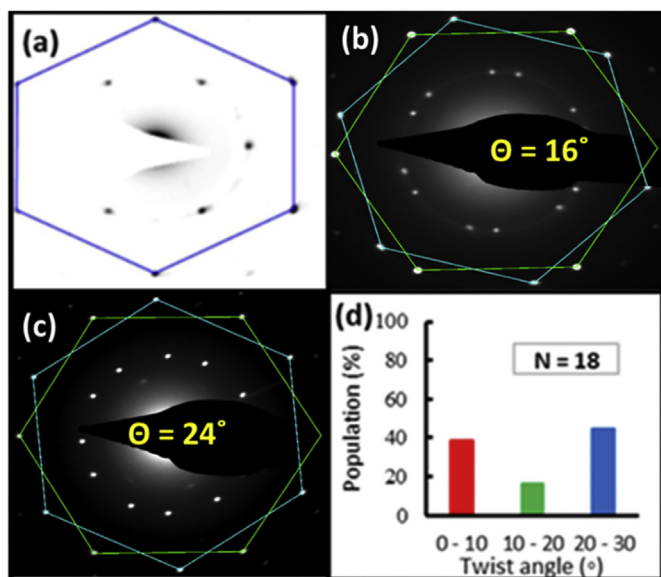 (a)
(b)
Θ = 16°
(c)
Θ = 24°
(d)
100
80
60
40
20
0
Population (%)
N = 18
0 - 10 10 - 20 20 - 30
Twist angle (∘)